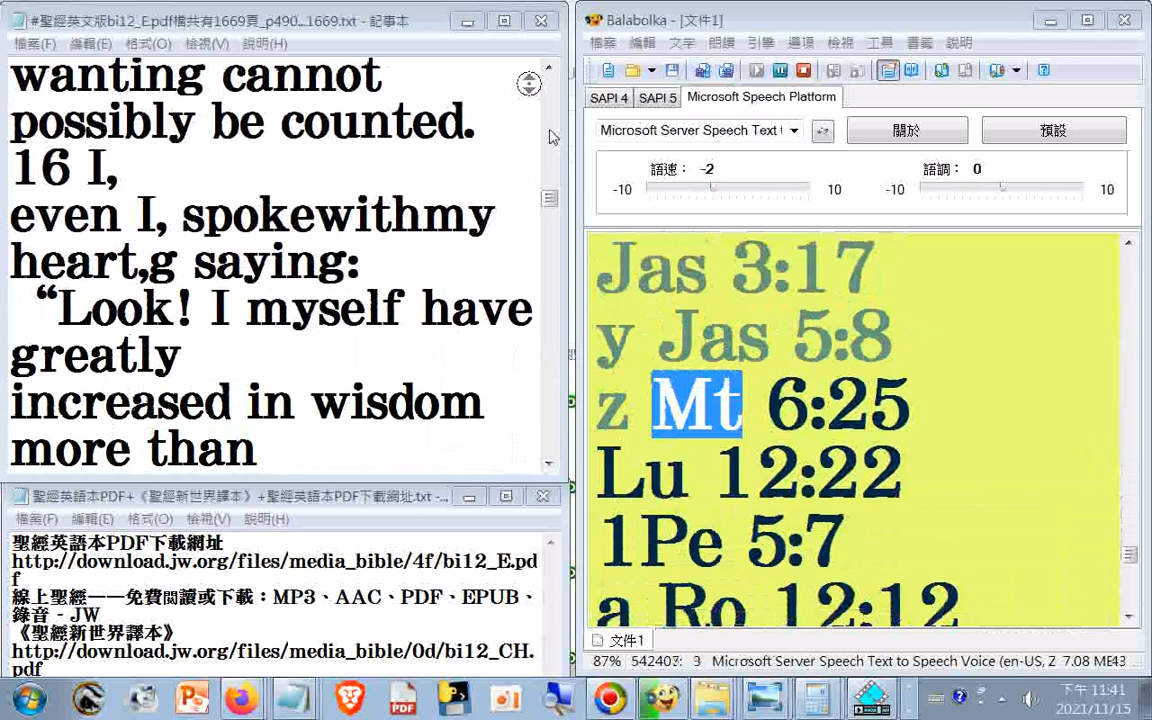 #聖經英文版bi12_E.pdf檔共有1669頁_p490...1669.txt - 記事本
檔案(F) 編輯(E) 格式(O) 檢視(V) 說明(H)
wanting cannot
possibly be counted.
16 I,
even I, spokewithmy
heart,g saying:
“Look! I myself have
greatly
increased in wisdom
more than
聖經英語本PDF+《聖經新世界譯本》+聖經英語本PDF下載網址.txt - ...
檔案(F) 編輯(E) 格式(O) 檢視(V) 說明(H)
聖經英語本PDF下載網址
http://download.jw.org/files/media_bible/4f/bi12_E.pd
f
線上聖經——免費閱讀或下載：MP3、AAC、PDF、EPUB、
錄音 - JW
《聖經新世界譯本》
http://download.jw.org/files/media_bible/0d/bi12_CH.
pdf
Balabolka - [文件1]
檔案 編輯 文字 朗讀 引擎 選項 檢視 工具 書籤 說明
SAPI 4 SAPI 5 Microsoft Speech Platform
Microsoft Server Speech Text
關於 預設
語速： -2 語調： 0
-10 10 -10 10
Jas 3:17
y Jas 5:8
z Mt 6:25
Lu 12:22
1Pe 5:7
a Ro 12:12
文件1
87% Microsoft Server Speech Text to Speech Voice (en-US, Z 7.08 ME
PDF
下午 11:41
2021/11/15